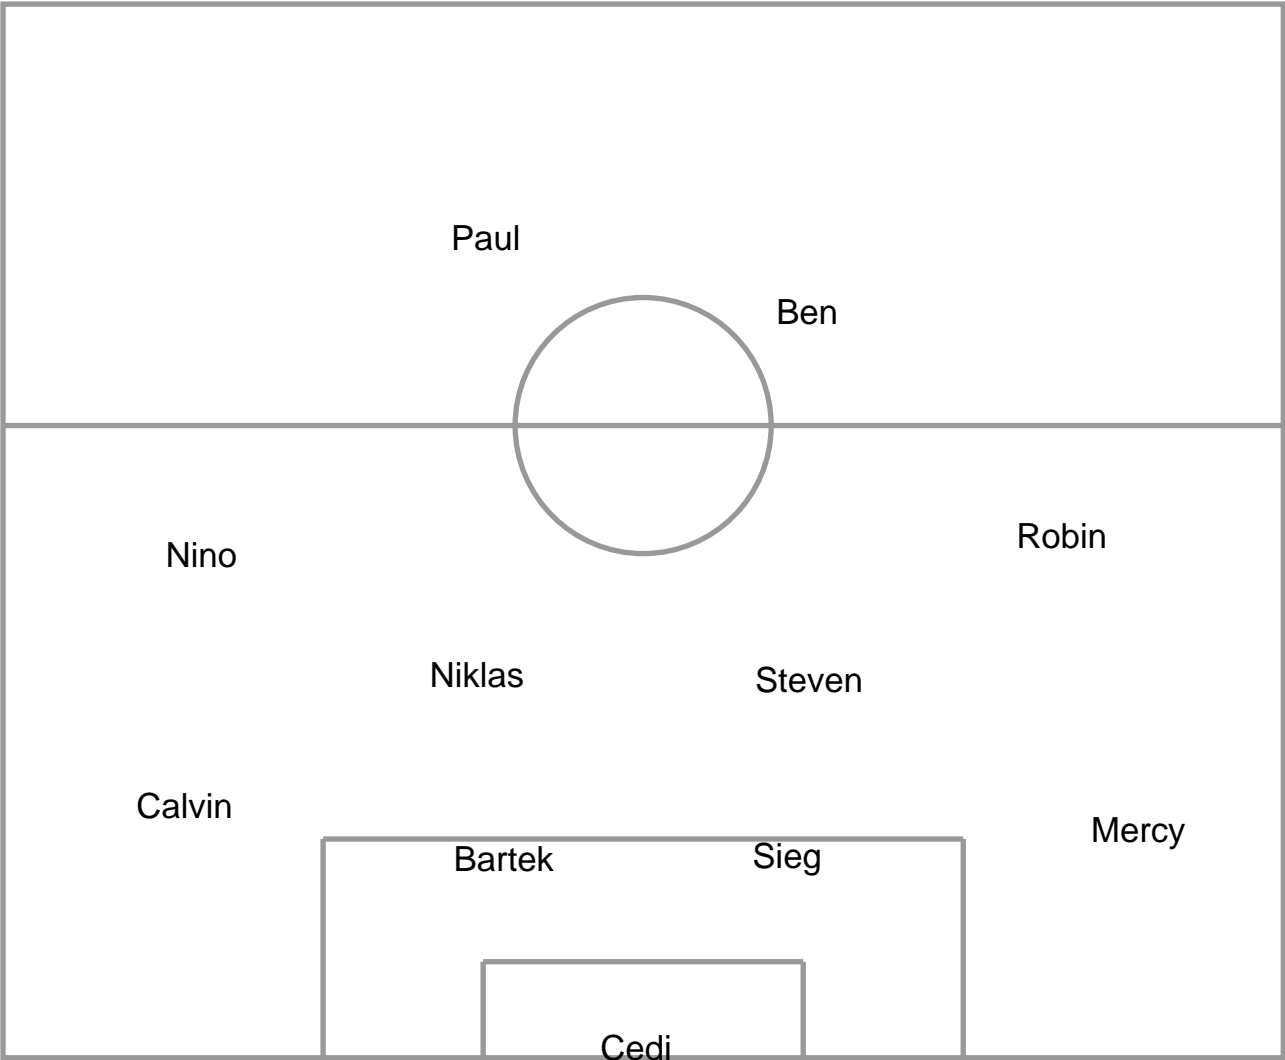 Paul
Ben
Nino
Robin
Niklas
Steven
Calvin
Mercy
Bartek
Sieg
Cedi